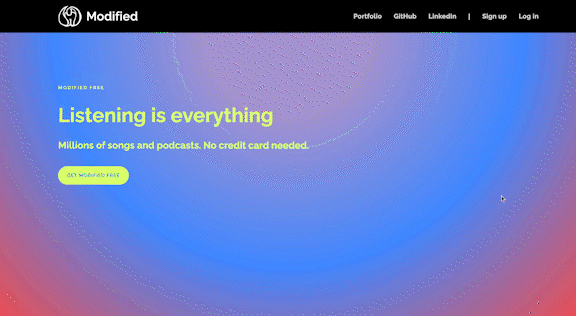 Modified
Portfolio GitHub LinkedIn | Sign up Log in
MODIFIED FREE
Listening is everything
Millions of songs and podcasts. No credit card needed.
GET MODIFIED FREE